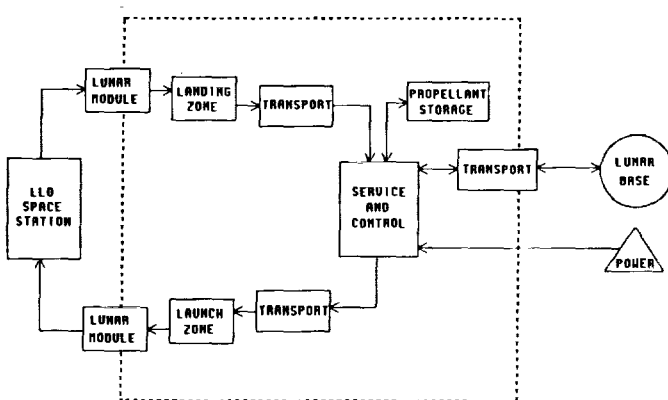 LUNAR
MODULE
LANDING
ZONE
TRANSPORT
PROPELLANT
STORAGE
LLO
SPACE
STATION
SERVICE
AND
CONTROL
TRANSPORT
LUNAR
BASE
POWER
LUNAR
MODULE
LAUNCH
ZONE
TRANSPORT